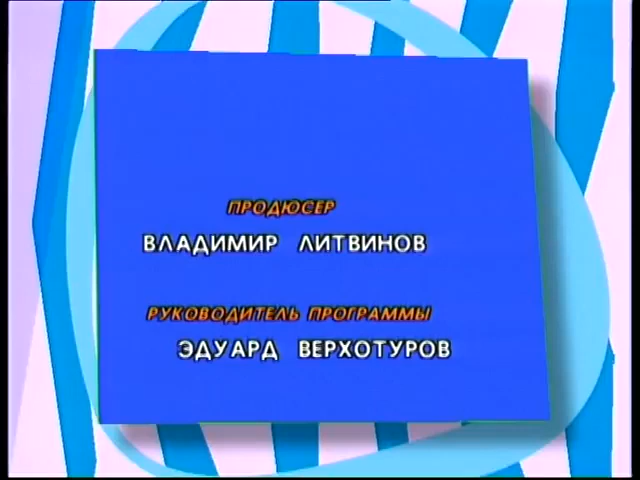 ПРОДЮСЕР
ВЛАДИМИР ЛИТВИНОВ
РУКОВОДИТЕЛЬ ПРОГРАММЫ
ЭДУАРД ВЕРХОТУРОВ